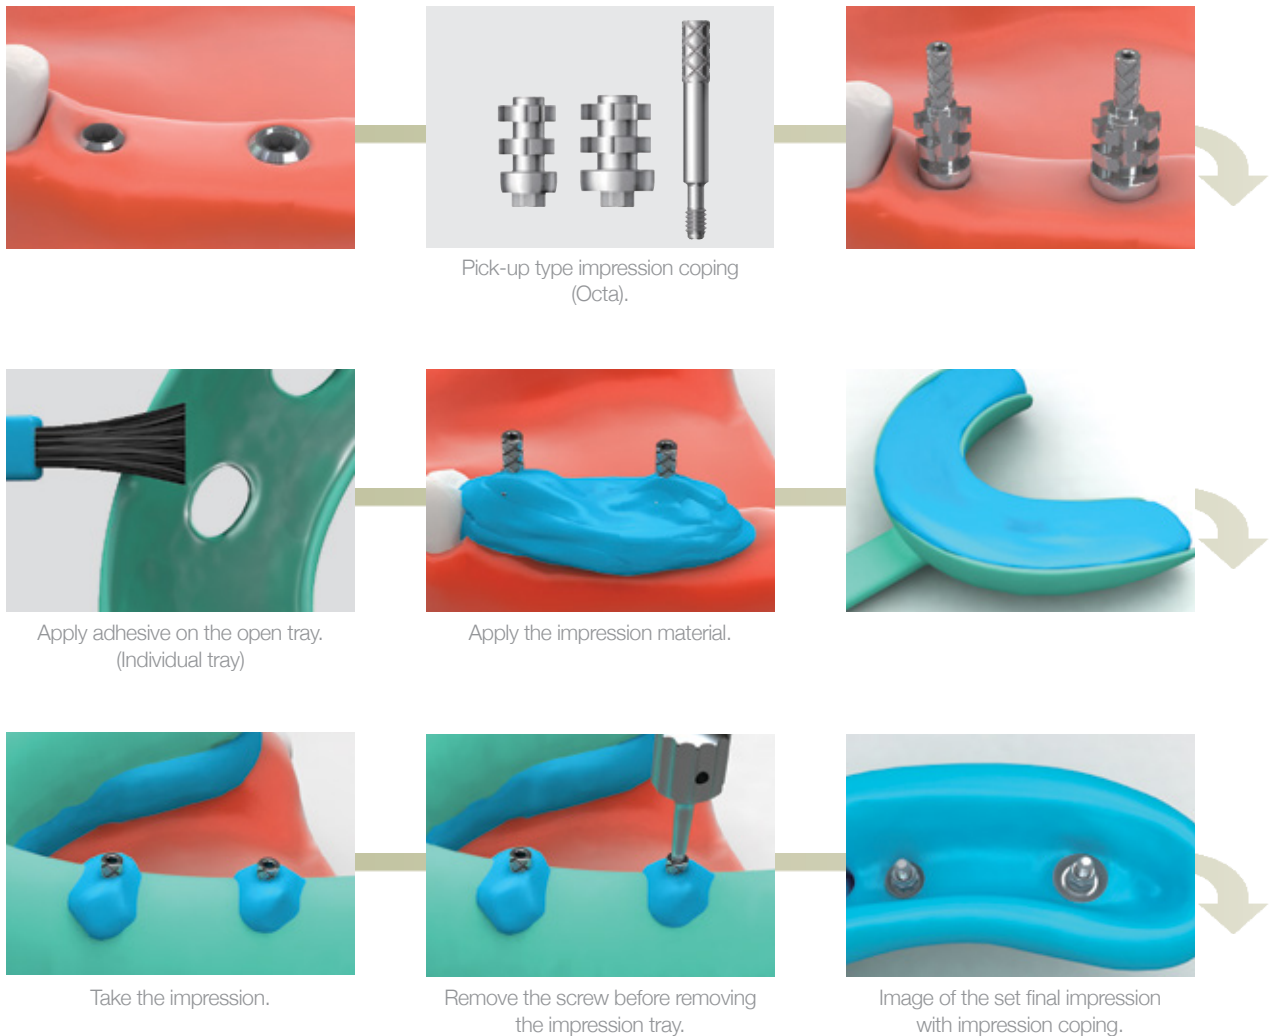 Pick-up type impression coping
(Octa).
Apply adhesive on the open tray.
(Individual tray)
Apply the impression material.
Take the impression.
Remove the screw before removing
the impression tray.
Image of the set final impression
with impression coping.